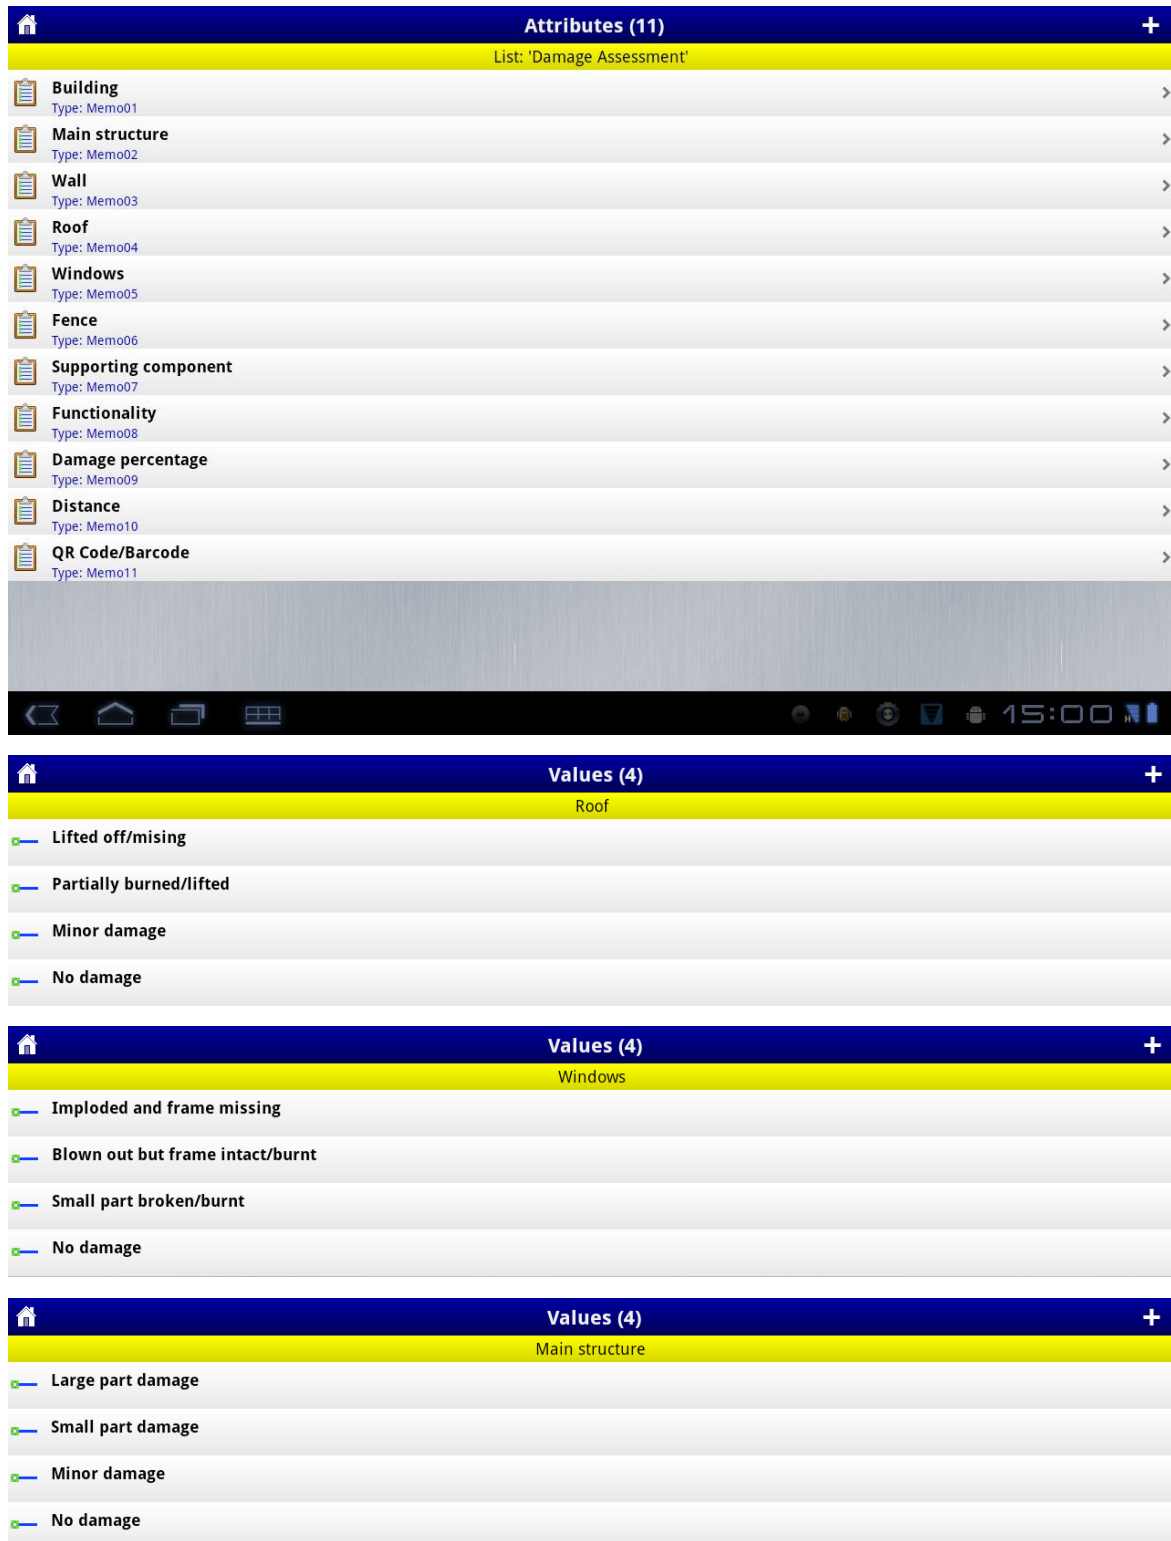 Attributes (11)
List: 'Damage Assessment'
Building
Type: Memo01
Main structure
Type: Memo02
Wall
Type: Memo03
Roof
Type: Memo04
Windows
Type: Memo05
Fence
Type: Memo06
Supporting component
Type: Memo07
Functionality
Type: Memo08
Damage percentage
Type: Memo09
Distance
Type: Memo10
QR Code/Barcode
Type: Memo11
15:00 H
Values (4)
Roof
Lifted off/mising
Partially burned/lifted
Minor damage
No damage
Values (4)
Windows
Imploded and frame missing
Blown out but frame intact/burnt
Small part broken/burnt
No damage
Values (4)
Main structure
Large part damage
Small part damage
Minor damage
No damage